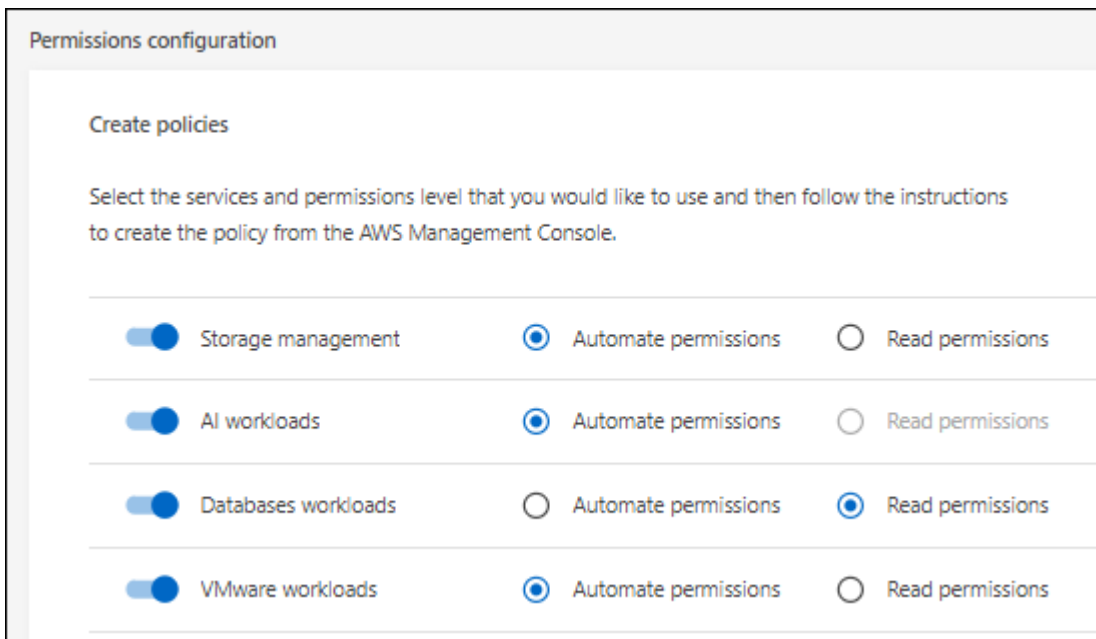 Permissions configuration
Create policies
Select the services and permissions level that you would like to use and then follow the instructions
to create the policy from the AWS Management Console.
Storage management Automate permissions Read permissions
AI workloads Automate permissions Read permissions
Databases workloads Automate permissions Read permissions
VMware workloads Automate permissions Read permissions